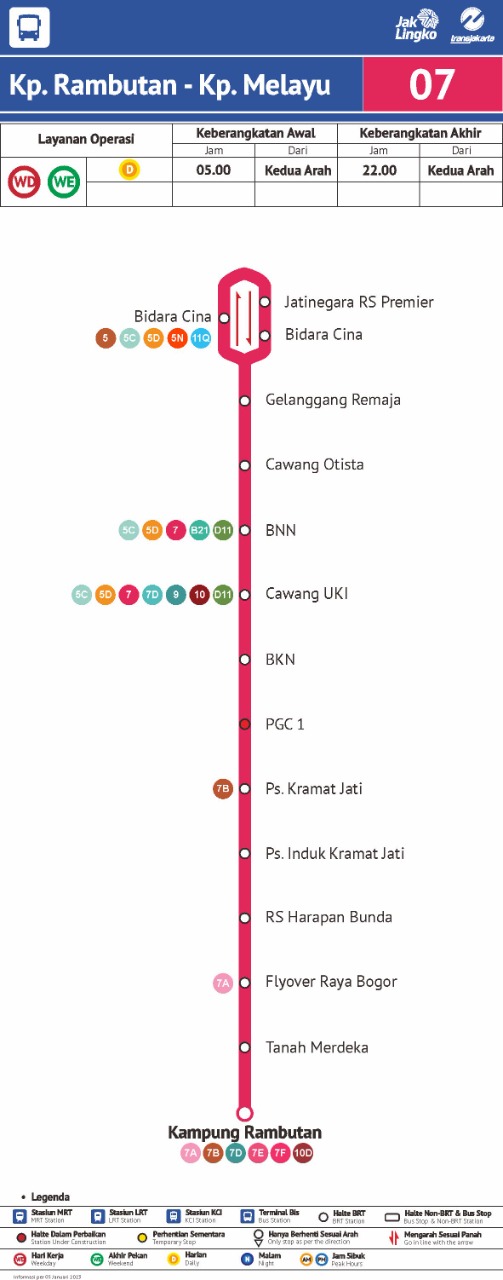 Jak
Lingko
transjakarta
Kp. Rambutan - Kp. Melayu
07
Layanan Operasi
Keberangkatan Awal
Keberangkatan Akhir
Jam
Dari
Jam
Dari
WD WE
D
05.00
Kedua Arah
22.00
Kedua Arah
Jatinegara RS Premier
Bidara Cina
5 5C 5D 5N 11Q
Bidara Cina
Gelanggang Remaja
Cawang Otista
5C 5D 7 B21 D11
BNN
5C 5D 7 7D 9 10 D11
Cawang UKI
BKN
PGC 1
7B
Ps. Kramat Jati
Ps. Induk Kramat Jati
RS Harapan Bunda
7A
Flyover Raya Bogor
Tanah Merdeka
Kampung Rambutan
7A 7B 7D 7E 7F 10D
• Legenda
Stasiun MRT
MRT Station
Stasiun LRT
LRT Station
Stasiun KCI
KCI Station
Terminal Bis
Bus Station
Halte BRT
BRT Station
Halte Non-BRT & Bus Stop
Bus Stop & Non-BRT Station
Halte Dalam Perbaikan
Station Under Construction
Perhentian Sementara
Temporary Stop
Hanya Berhenti Sesuai Arah
Only stop as per the direction
Mengarah Sesuai Panah
Go in line with the arrow
WD
Hari Kerja
Weekday
WE
Akhir Pekan
Weekend
D
Harian
Daily
N
Malam
Night
AM PM
Jam Sibuk
Peak Hours